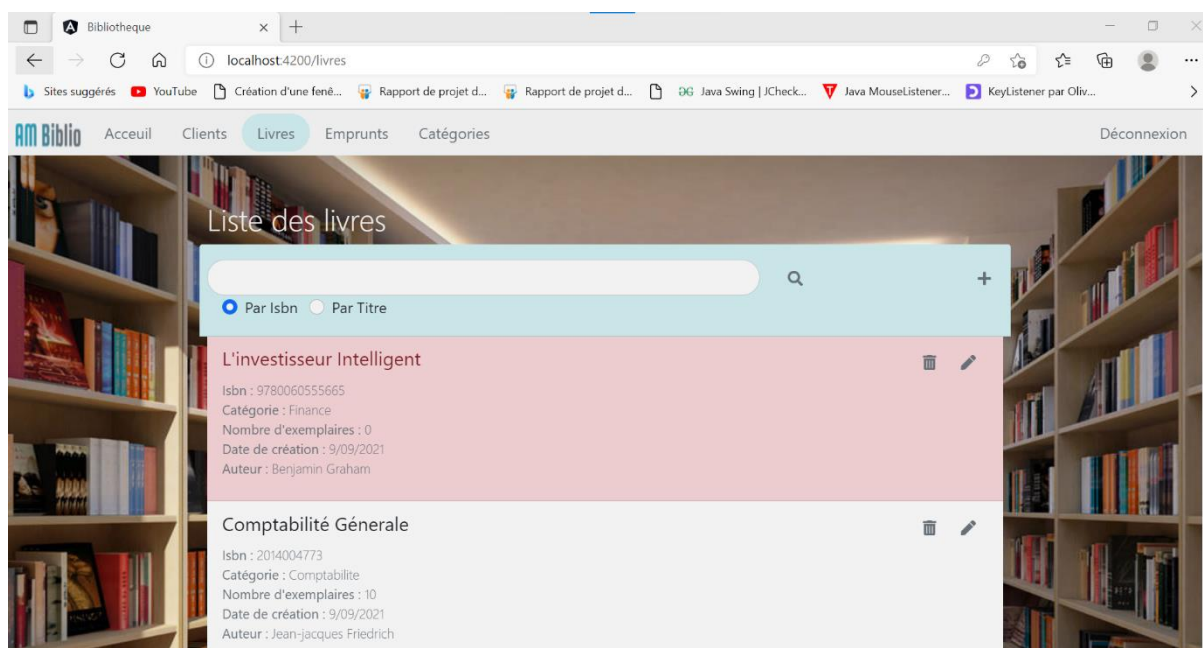 Bibliotheque
localhost:4200/livres
Sites suggérés YouTube Création d'une fenê... Rapport de projet d... Rapport de projet d... Java Swing | JCheck... Java MouseListener... KeyListener par Oliv...
AM Biblio Acceuil Clients Livres Emprunts Catégories Déconnexion
Liste des livres
Par Isbn Par Titre
L'investisseur Intelligent
Isbn : 9780060555665
Catégorie : Finance
Nombre d'exemplaires : 0
Date de création : 9/09/2021
Auteur : Benjamin Graham
Comptabilité Génerale
Isbn : 2014004773
Catégorie : Comptabilite
Nombre d'exemplaires : 10
Date de création : 9/09/2021
Auteur : Jean-jacques Friedrich